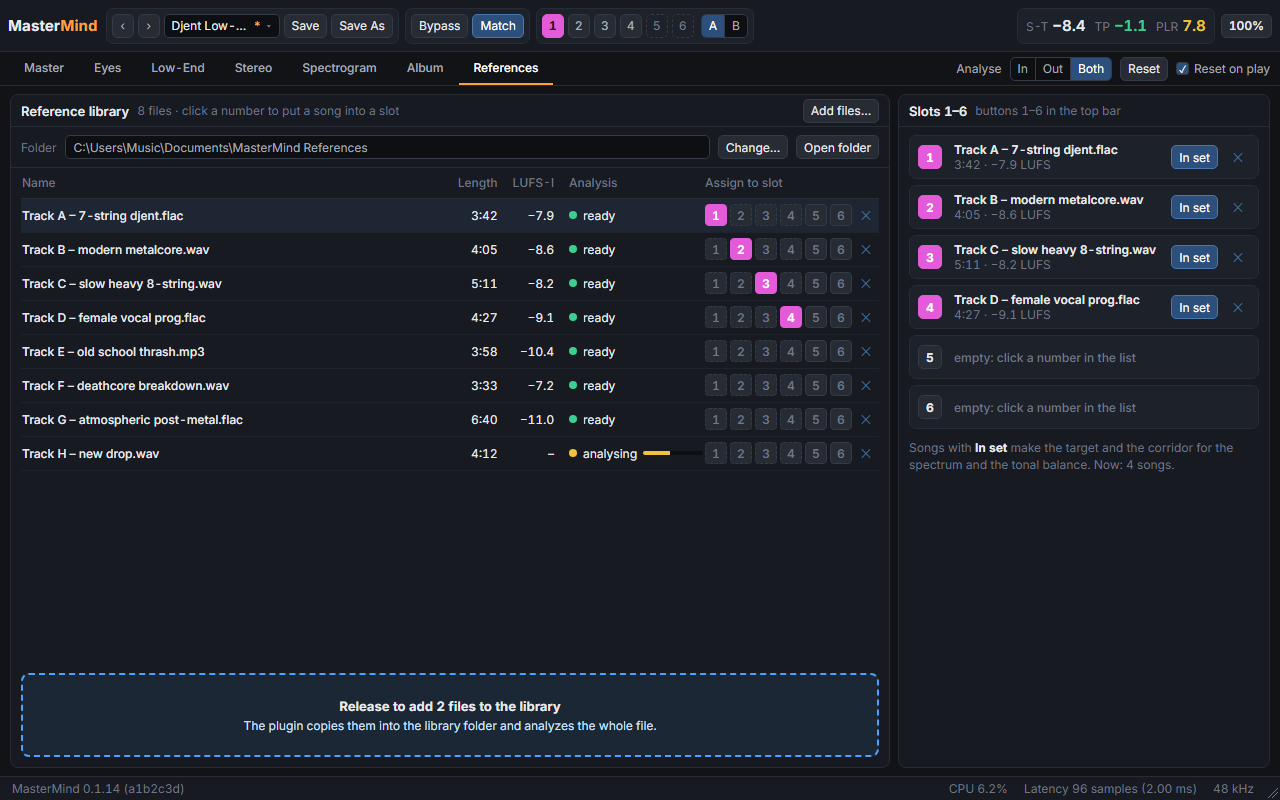 MasterMind ‹ › Djent Low-... * Save Save As Bypass Match 1 2 3 4 5 6 A B S-T −8.4 TP −1.1 PLR 7.8 100%
Master Eyes Low-End Stereo Spectrogram Album References Analyse In Out Both Reset Reset on play
Reference library 8 files · click a number to put a song into a slot Add files...
Folder C:\Users\Music\Documents\MasterMind References Change... Open folder
Name Length LUFS-I Analysis Assign to slot
Track A – 7-string djent.flac 3:42 −7.9 ready 1 2 3 4 5 6 ×
Track B – modern metalcore.wav 4:05 −8.6 ready 1 2 3 4 5 6 ×
Track C – slow heavy 8-string.wav 5:11 −8.2 ready 1 2 3 4 5 6 ×
Track D – female vocal prog.flac 4:27 −9.1 ready 1 2 3 4 5 6 ×
Track E – old school thrash.mp3 3:58 −10.4 ready 1 2 3 4 5 6 ×
Track F – deathcore breakdown.wav 3:33 −7.2 ready 1 2 3 4 5 6 ×
Track G – atmospheric post-metal.flac 6:40 −11.0 ready 1 2 3 4 5 6 ×
Track H – new drop.wav 4:12 – analysing 1 2 3 4 5 6 ×
Release to add 2 files to the library
The plugin copies them into the library folder and analyzes the whole file.
Slots 1–6 buttons 1–6 in the top bar
1 Track A – 7-string djent.flac In set ×
3:42 · −7.9 LUFS
2 Track B – modern metalcore.wav In set ×
4:05 · −8.6 LUFS
3 Track C – slow heavy 8-string.wav In set ×
5:11 · −8.2 LUFS
4 Track D – female vocal prog.flac In set ×
4:27 · −9.1 LUFS
5 empty: click a number in the list
6 empty: click a number in the list
Songs with In set make the target and the corridor for the
spectrum and the tonal balance. Now: 4 songs.
MasterMind 0.1.14 (a1b2c3d) CPU 6.2% Latency 96 samples (2.00 ms) 48 kHz